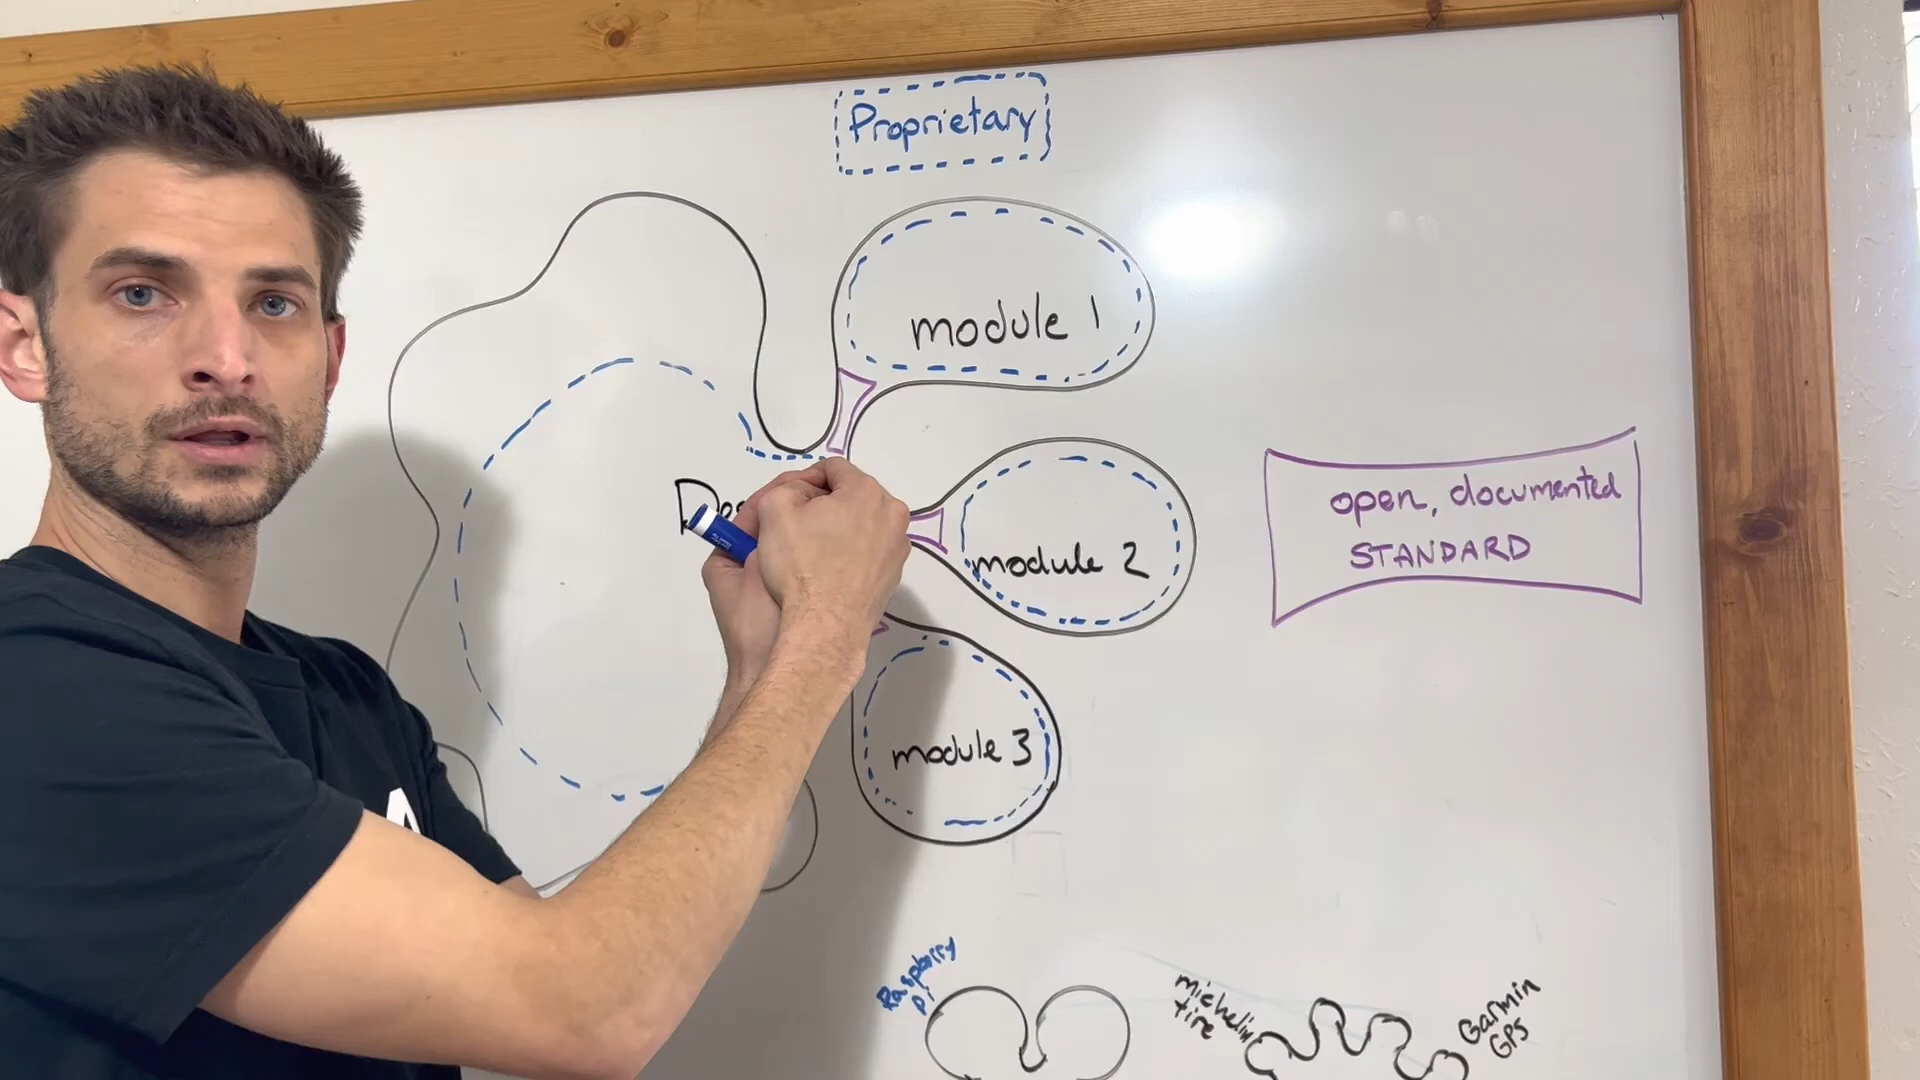 Proprietary
module 1
open, documented
STANDARD
module 2
module 3
Raspberry
Pi
michelin
tire
Garmin
GPS